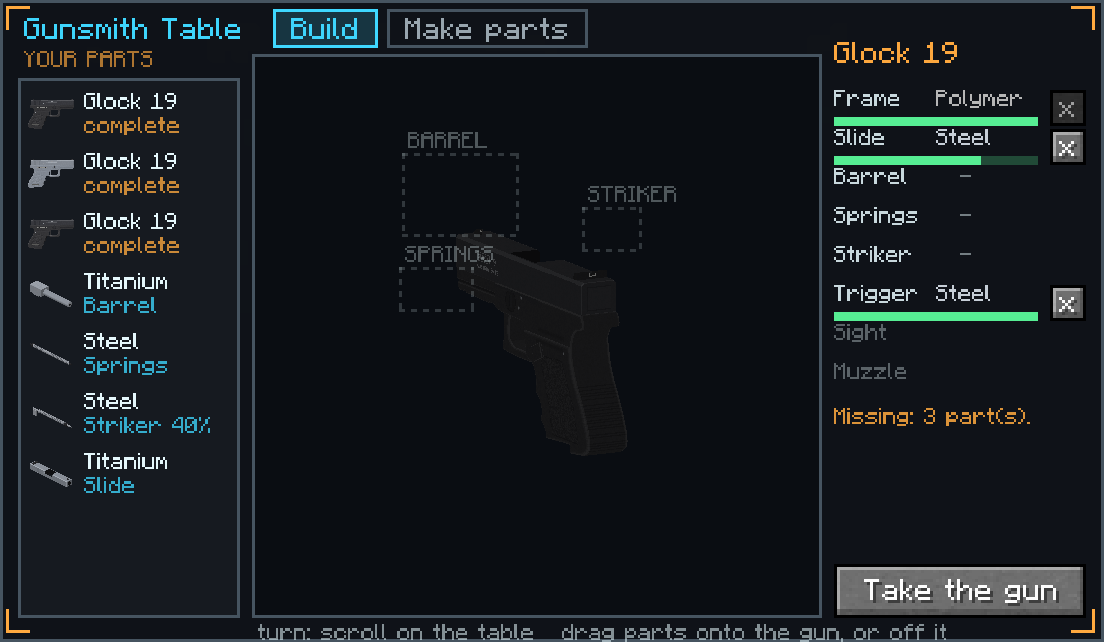 Gunsmith Table
Build
Make parts
YOUR PARTS
Glock 19
complete
Glock 19
complete
Glock 19
complete
Titanium
Barrel
Steel
Springs
Steel
Striker 40%
Titanium
Slide
BARREL
STRIKER
SPRINGS
Glock 19
Frame Polymer
Slide Steel
Barrel –
Springs –
Striker –
Trigger Steel
Sight
Muzzle
Missing: 3 part(s).
Take the gun
turn: scroll on the table drag parts onto the gun, or off it